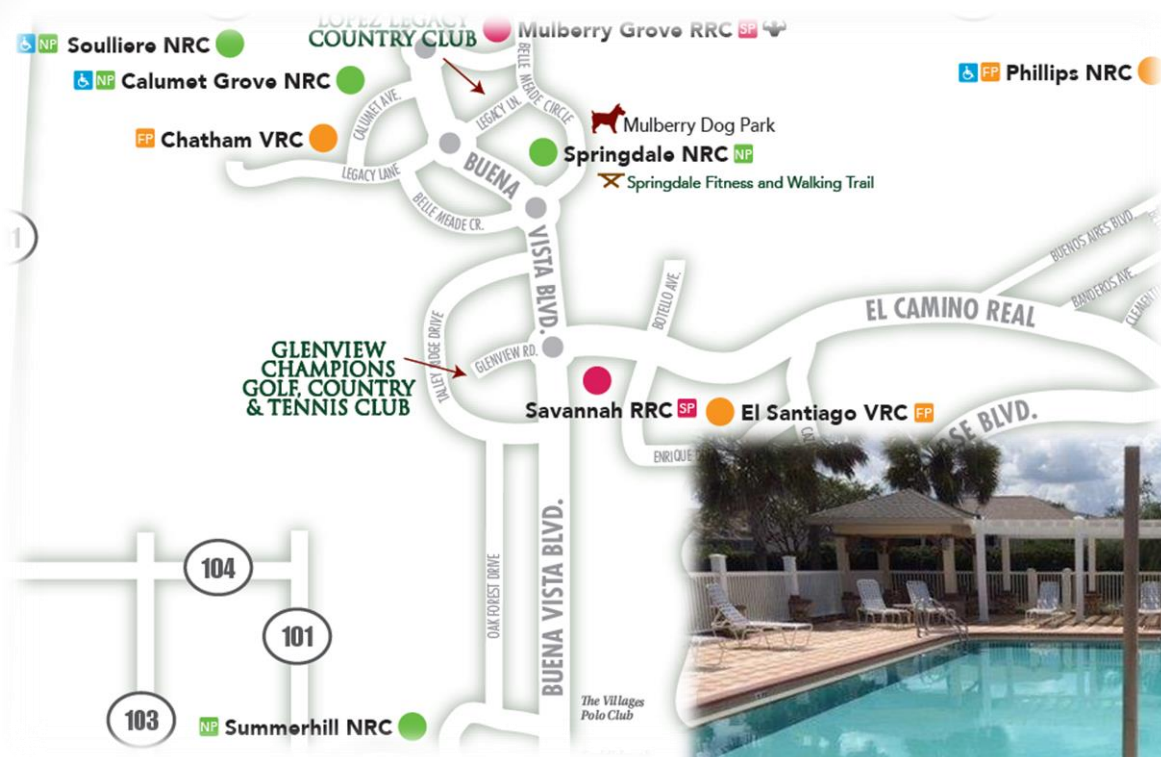 LOPEZ LEGACY
COUNTRY CLUB
Mulberry Grove RRC SP
NP Soulliere NRC
NP Calumet Grove NRC
FP Phillips NRC
BELLE MEADE CIRCLE
CALUMET AVE.
LEGACY LN.
Mulberry Dog Park
FP Chatham VRC
Springdale NRC NP
BUENA
LEGACY LANE
Springdale Fitness and Walking Trail
BELLE MEADE CR.
VISTA BLVD.
BUENOS AIRES BLVD.
BANDEROS AVE.
BOTELLO AVE.
EL CAMINO REAL
TALLEY RIDGE DRIVE
GLENVIEW RD.
GLENVIEW
CHAMPIONS
GOLF, COUNTRY
& TENNIS CLUB
Savannah RRC SP
El Santiago VRC FP
BLVD.
ENRIQUE
104
OAK FOREST DRIVE
BUENA VISTA BLVD.
101
103
The Villages
Polo Club
NP Summerhill NRC